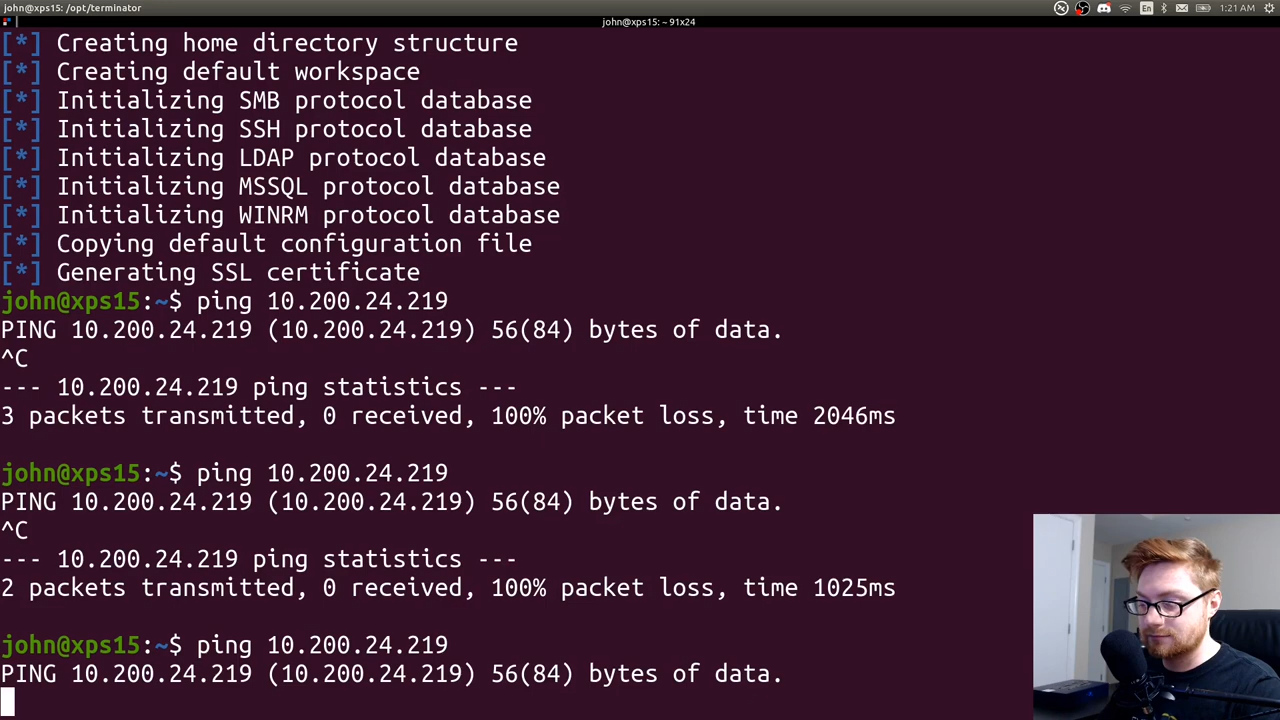 john@xps15: /opt/terminator
En
1:21 AM
john@xps15: ~ 91x24
[*] Creating home directory structure
[*] Creating default workspace
[*] Initializing SMB protocol database
[*] Initializing SSH protocol database
[*] Initializing LDAP protocol database
[*] Initializing MSSQL protocol database
[*] Initializing WINRM protocol database
[*] Copying default configuration file
[*] Generating SSL certificate
john@xps15:~$ ping 10.200.24.219
PING 10.200.24.219 (10.200.24.219) 56(84) bytes of data.
^C
--- 10.200.24.219 ping statistics ---
3 packets transmitted, 0 received, 100% packet loss, time 2046ms
john@xps15:~$ ping 10.200.24.219
PING 10.200.24.219 (10.200.24.219) 56(84) bytes of data.
^C
--- 10.200.24.219 ping statistics ---
2 packets transmitted, 0 received, 100% packet loss, time 1025ms
john@xps15:~$ ping 10.200.24.219
PING 10.200.24.219 (10.200.24.219) 56(84) bytes of data.